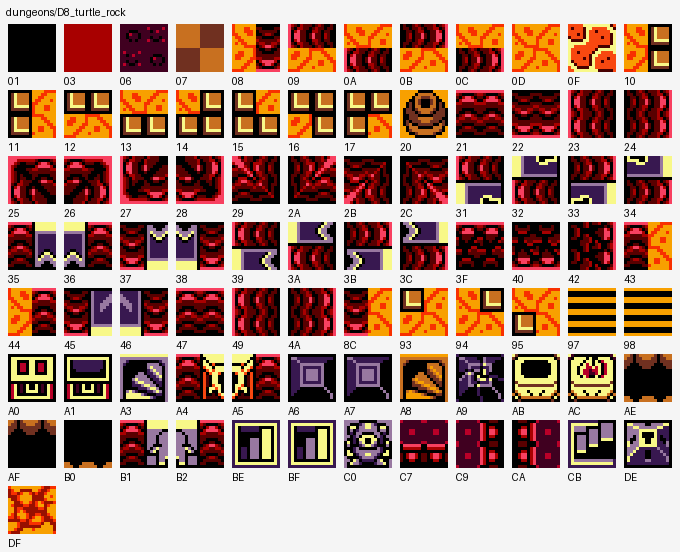 dungeons/D8_turtle_rock
01 03 06 07 08 09 0A 0B 0C 0D 0F 10
11 12 13 14 15 16 17 20 21 22 23 24
25 26 27 28 29 2A 2B 2C 31 32 33 34
35 36 37 38 39 3A 3B 3C 3F 40 42 43
44 45 46 47 49 4A 8C 93 94 95 97 98
A0 A1 A3 A4 A5 A6 A7 A8 A9 AB AC AE
AF B0 B1 B2 BE BF C0 C7 C9 CA CB DE
DF